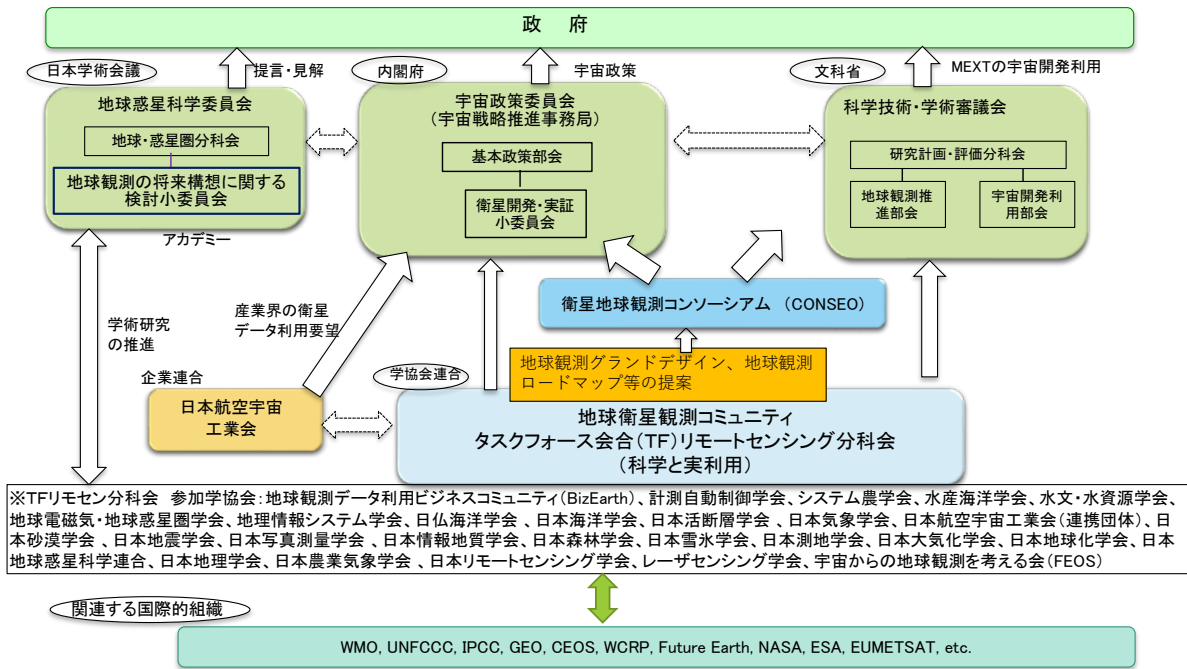 政　府
日本学術会議
提言・見解
内閣府
宇宙政策
文科省
MEXTの宇宙開発利用
地球惑星科学委員会
地球・惑星圏分科会
地球観測の将来構想に関する
検討小委員会
アカデミー
宇宙政策委員会
(宇宙戦略推進事務局)
基本政策部会
衛星開発・実証
小委員会
科学技術・学術審議会
研究計画・評価分科会
地球観測推
進部会
宇宙開発利
用部会
学術研究
の推進
産業界の衛星
データ利用要望
衛星地球観測コンソーシアム （CONSEO）
地球観測グランドデザイン、地球観測
ロードマップ等の提案
企業連合
日本航空宇宙
工業会
学協会連合
地球衛星観測コミュニティ
タスクフォース会合(TF)リモートセンシング分科会
(科学と実利用)
※TFリモセン分科会 参加学協会：地球観測データ利用ビジネスコミュニティ(BizEarth)、計測自動制御学会、システム農学会、水産海洋学会、水文・水資源学会、
地球電磁気・地球惑星圏学会、地理情報システム学会、日仏海洋学会 、日本海洋学会、日本活断層学会 、日本気象学会、日本航空宇宙工業会(連携団体)、日
本砂漠学会 、日本地震学会、日本写真測量学会 、日本情報地質学会、日本森林学会、日本雪氷学会、日本測地学会、日本大気化学会、日本地球化学会、日本
地球惑星科学連合、日本地理学会、日本農業気象学会 、日本リモートセンシング学会、レーザセンシング学会、宇宙からの地球観測を考える会(FEOS)
関連する国際的組織
WMO, UNFCCC, IPCC, GEO, CEOS, WCRP, Future Earth, NASA, ESA, EUMETSAT, etc.